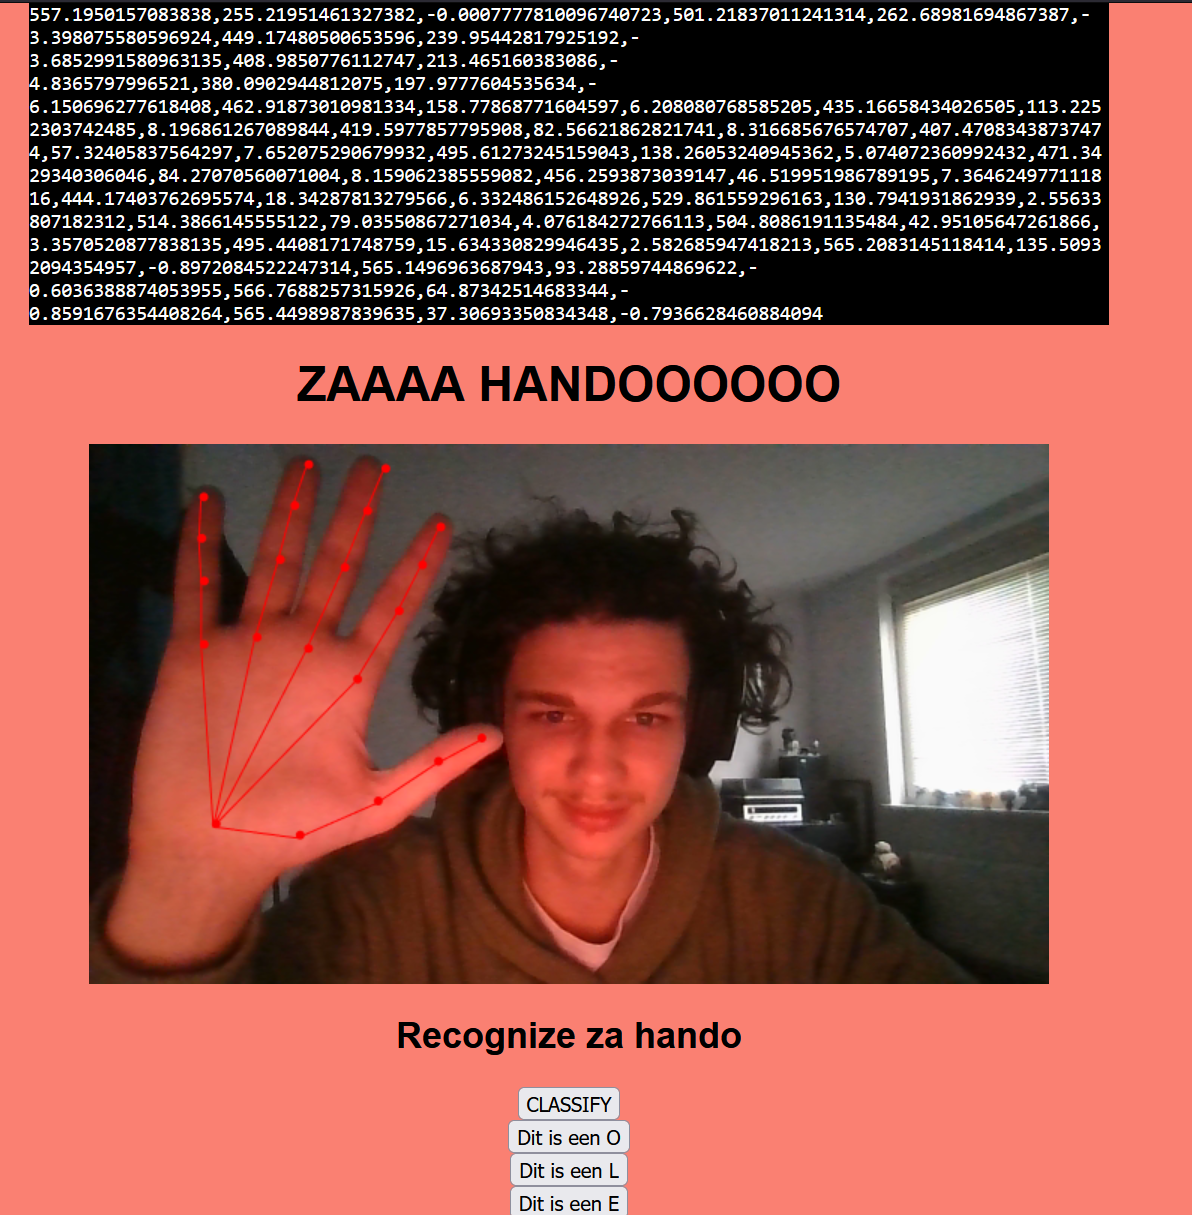 557.1950157083838,255.21951461327382,-0.0007777810096740723,501.21837011241314,262.68981694867387,-
3.398075580596924,449.17480500653596,239.95442817925192,-
3.6852991580963135,408.9850776112747,213.465160383086,-
4.8365797996521,380.0902944812075,197.9777604535634,-
6.150696277618408,462.91873010981334,158.77868771604597,6.208080768585205,435.16658434026505,113.225
2303742485,8.196861267089844,419.5977857795908,82.56621862821741,8.316685676574707,407.4708343873747
4,57.32405837564297,7.652075290679932,495.61273245159043,138.26053240945362,5.074072360992432,471.34
29340306046,84.27070560071004,8.159062385559082,456.2593873039147,46.519951986789195,7.3646249771118
16,444.17403762695574,18.34287813279566,6.332486152648926,529.861559296163,130.7941931862939,2.55633
807182312,514.3866145555122,79.03550867271034,4.076184272766113,504.8086191135484,42.95105647261866,
3.3570520877838135,495.4408171748759,15.634330829946435,2.582685947418213,565.2083145118414,135.5093
2094354957,-0.8972084522247314,565.1496963687943,93.28859744869622,-
0.6036388874053955,566.7688257315926,64.87342514683344,-
0.8591676354408264,565.4498987839635,37.30693350834348,-0.7936628460884094
ZAAAA HANDOOOOOO
Recognize za hando
CLASSIFY
Dit is een O
Dit is een L
Dit is een E